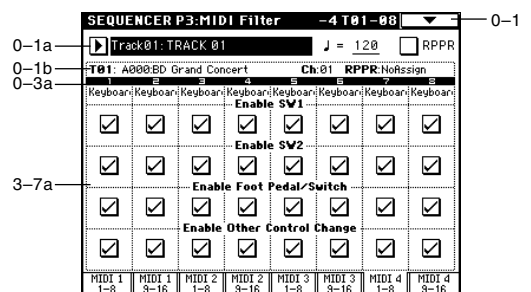 SEQUENCER P3:MIDI Filter -4 T01-08
0-1
0-1a
Track01: TRACK 01
♩ = 120
RPPR
0-1b
T01: A000:BD Grand Concert Ch:01 RPPR:NoAssign
0-3a
1 2 3 4 5 6 7 8
Keyboar Keyboar Keyboar Keyboar Keyboar Keyboar Keyboar Keyboar
Enable SW1
Enable SW2
3-7a
Enable Foot Pedal/Switch
Enable Other Control Change
MIDI 1 1-8 MIDI 1 9-16 MIDI 2 1-8 MIDI 2 9-16 MIDI 3 1-8 MIDI 3 9-16 MIDI 4 1-8 MIDI 4 9-16